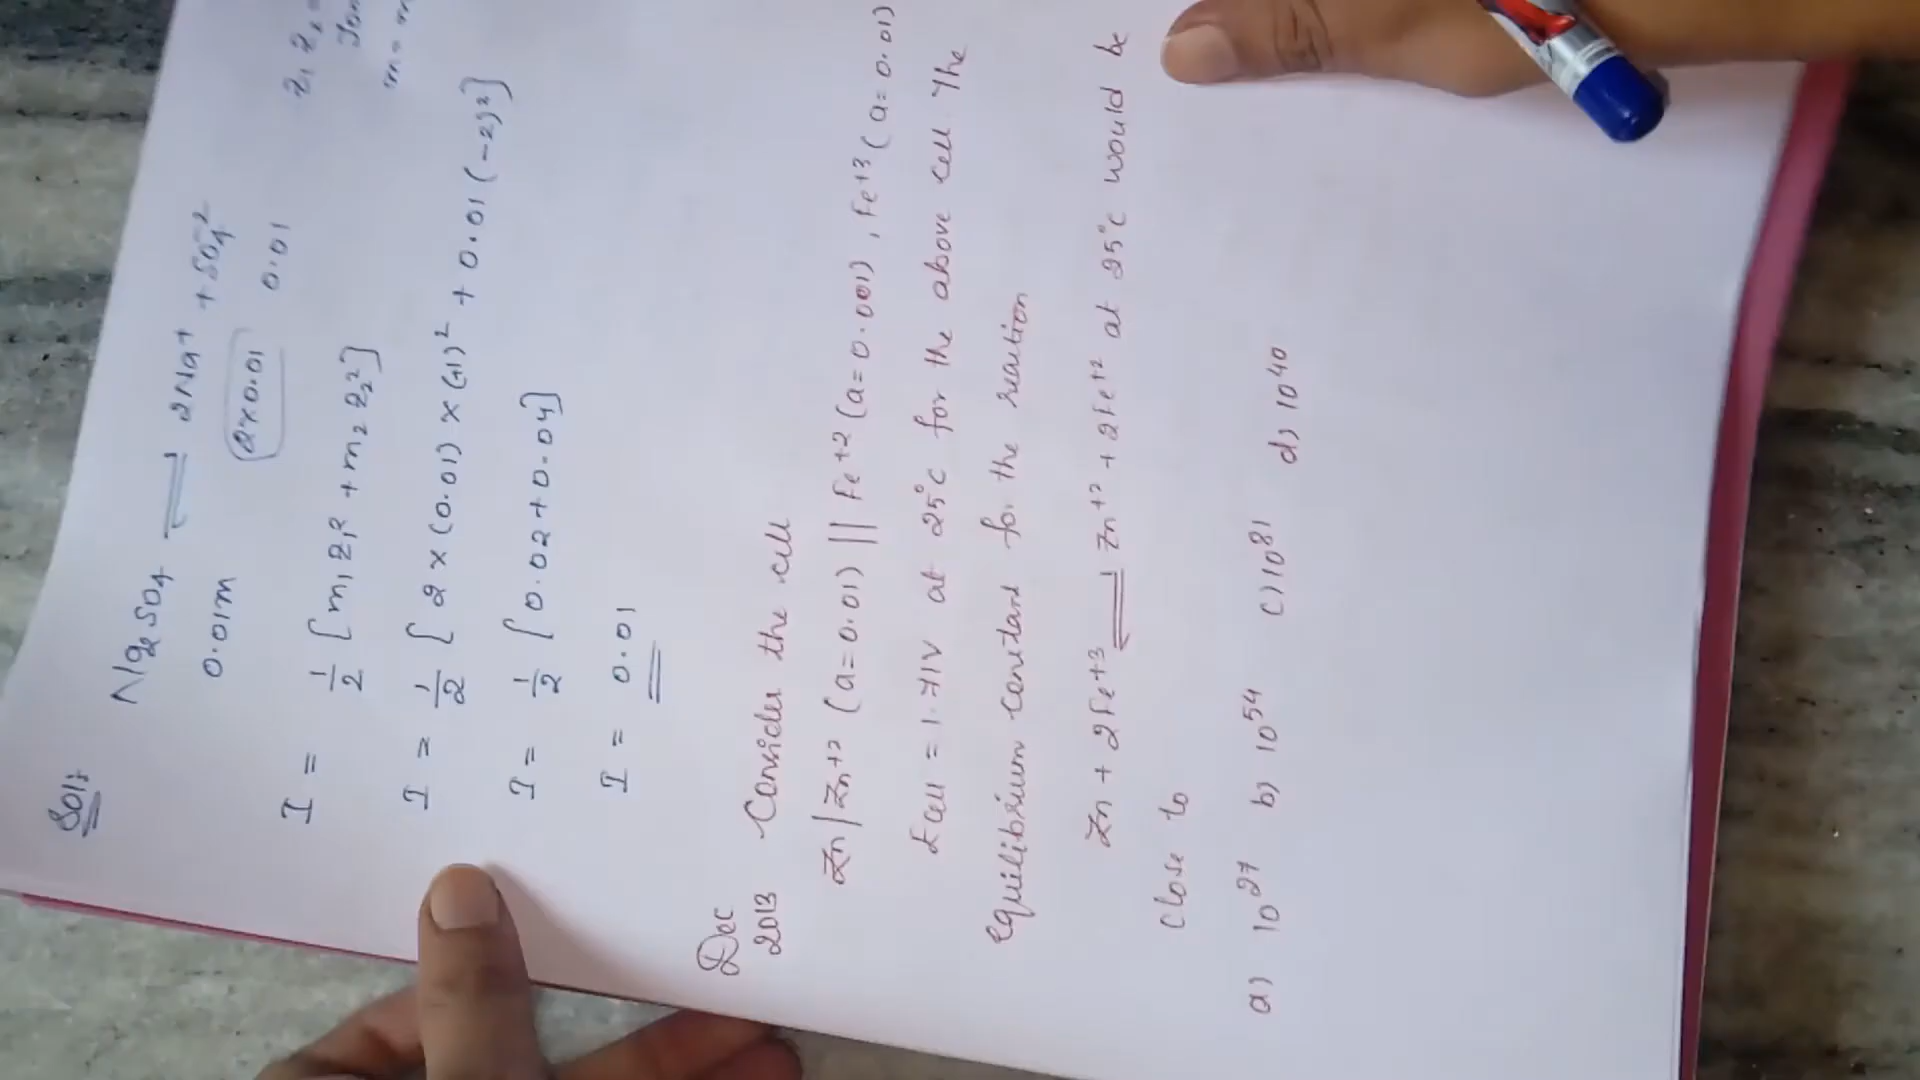 Sol:
Na2SO4 ⇌ 2Na+ + SO4-2
0.01m 2×0.01 0.01
I = 1/2 [m1z1² + m2z2²]
I = 1/2 [2×(0.01)×(+1)² + 0.01(-2)²]
I = 1/2 [0.02+0.04]
I = 0.01
z1 z2
m =
Dec 2013 Consider the cell
Zn/Zn+2 (a=0.01) || Fe+2 (a=0.001), Fe+3 (a=0.01)
Ecell = 1.71V at 25°C for the above cell The
equilibrium constant for the reaction
Zn + 2Fe+3 ⇌ Zn+2 + 2Fe+2 at 25°C would be
Close to
a) 10^27 b) 10^54 c) 10^81 d) 10^40